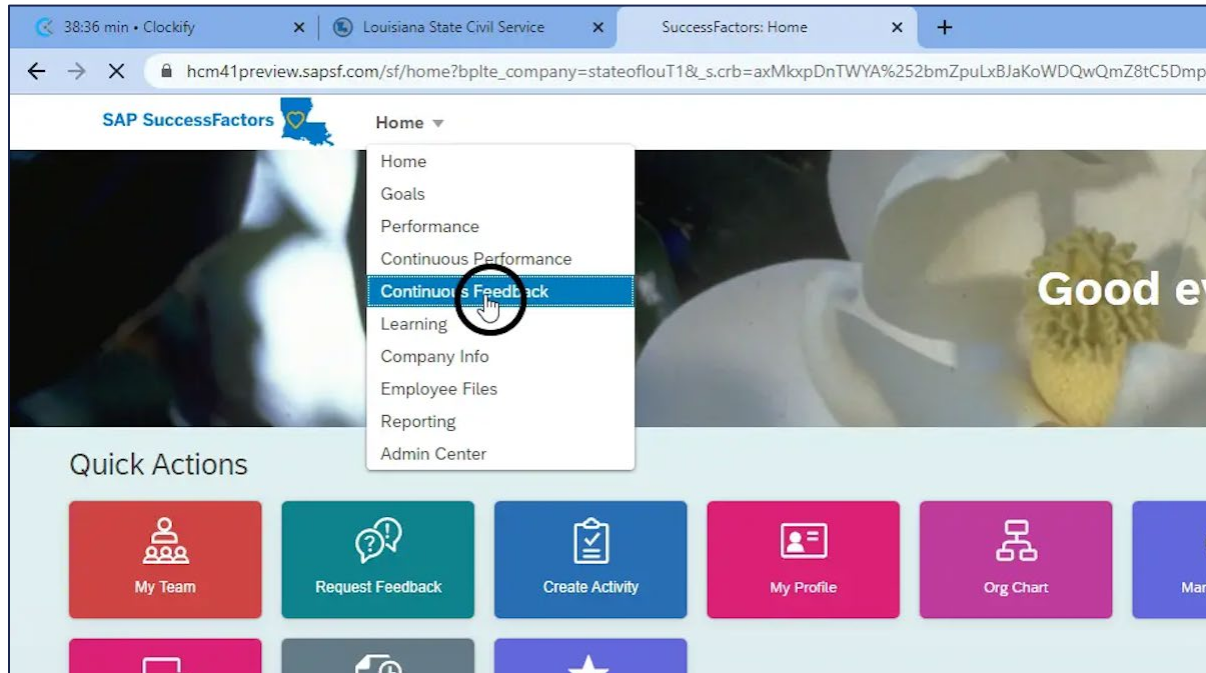 38:36 min • Clockify
Louisiana State Civil Service
SuccessFactors: Home
hcm41preview.sapsf.com/sf/home?bplte_company=stateoflouT1&_s.crb=axMkxpDnTWYA%252bmZpuLxBJaKoWDQwQmZ8tC5Dmp
SAP SuccessFactors
Home
Home
Goals
Performance
Continuous Performance
Continuous Feedback
Learning
Company Info
Employee Files
Reporting
Admin Center
Good
Quick Actions
My Team
Request Feedback
Create Activity
My Profile
Org Chart